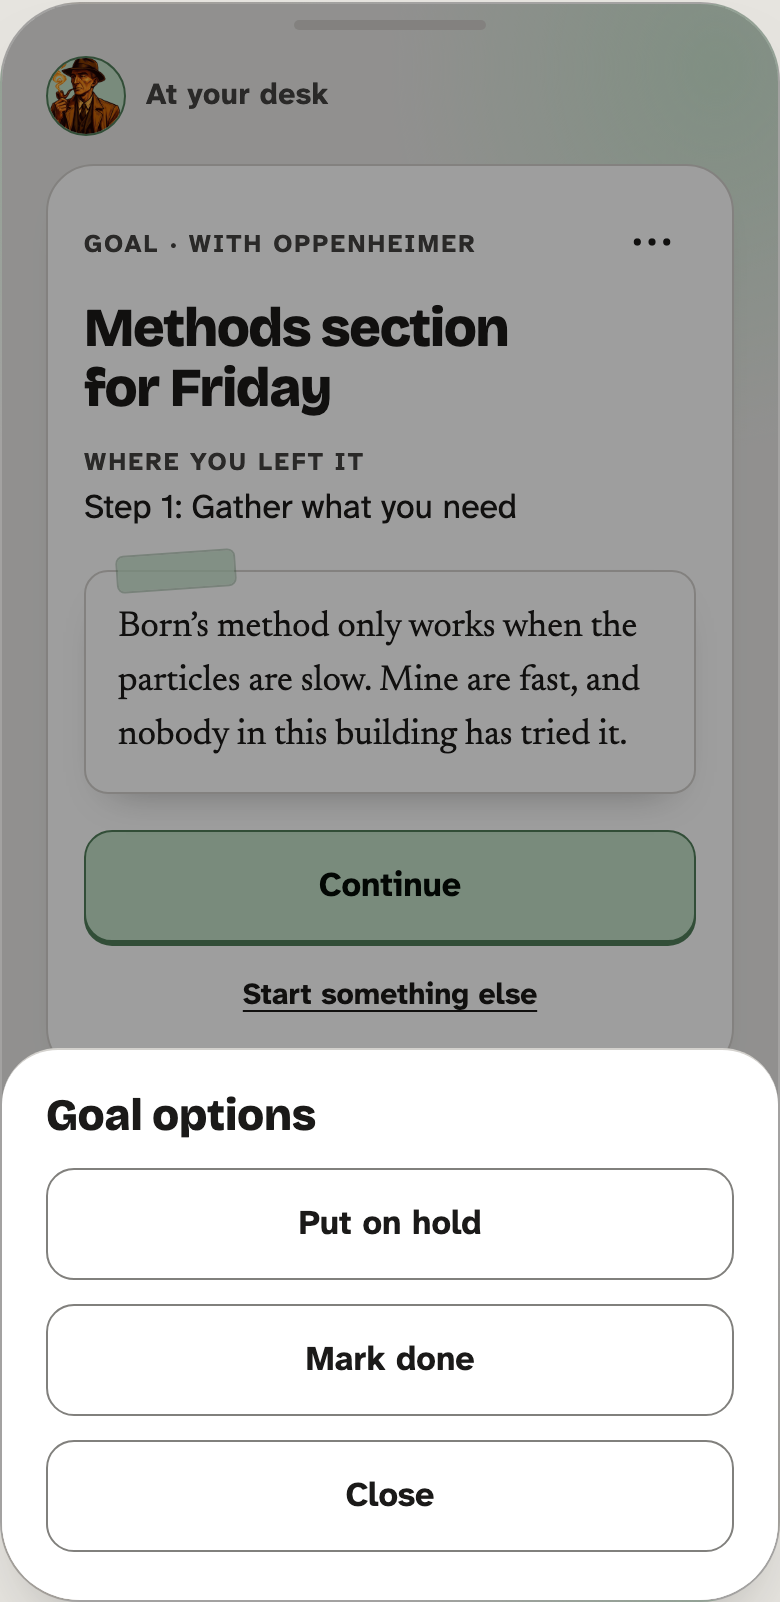 At your desk
GOAL · WITH OPPENHEIMER
Methods section
for Friday
WHERE YOU LEFT IT
Step 1: Gather what you need
Born’s method only works when the
particles are slow. Mine are fast, and
nobody in this building has tried it.
Continue
Start something else
Goal options
Put on hold
Mark done
Close